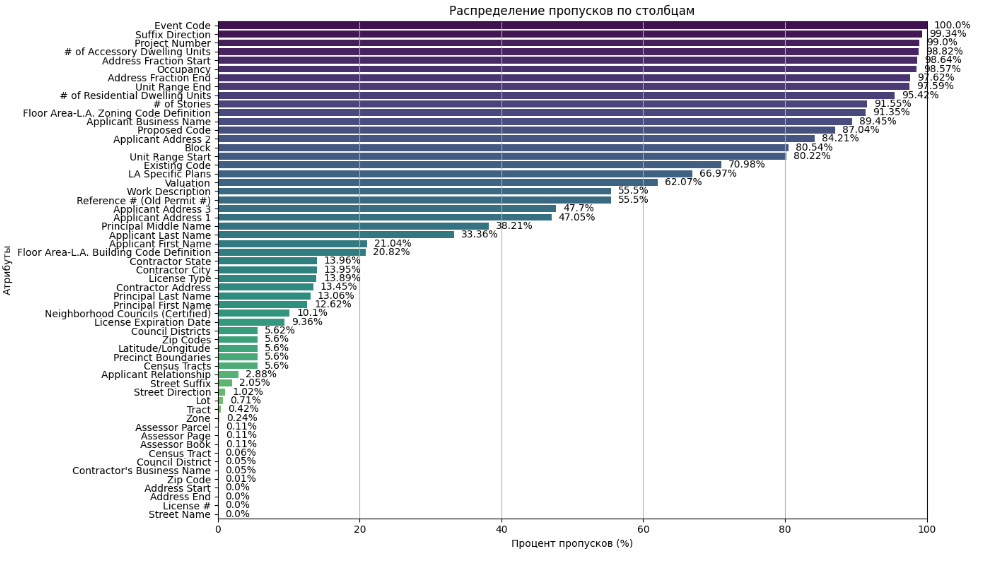 Распределение пропусков по столбцам
Event Code 100.0%
Suffix Direction 99.34%
Project Number 99.0%
# of Accessory Dwelling Units 98.82%
Address Fraction Start 98.64%
Occupancy 98.57%
Address Fraction End 97.62%
Unit Range End 97.59%
# of Residential Dwelling Units 95.42%
# of Stories 91.55%
Floor Area-L.A. Zoning Code Definition 91.35%
Applicant Business Name 89.45%
Proposed Code 87.04%
Applicant Address 2 84.21%
Block 80.54%
Unit Range Start 80.22%
Existing Code 70.98%
LA Specific Plans 66.97%
Valuation 62.07%
Work Description 55.5%
Reference # (Old Permit #) 55.5%
Applicant Address 3 47.7%
Applicant Address 1 47.05%
Principal Middle Name 38.21%
Applicant Last Name 33.36%
Applicant First Name 21.04%
Floor Area-L.A. Building Code Definition 20.82%
Contractor State 13.96%
Contractor City 13.95%
License Type 13.89%
Contractor Address 13.45%
Principal Last Name 13.06%
Principal First Name 12.62%
Neighborhood Councils (Certified) 10.1%
License Expiration Date 9.36%
Council Districts 5.62%
Zip Codes 5.6%
Latitude/Longitude 5.6%
Precinct Boundaries 5.6%
Census Tracts 5.6%
Applicant Relationship 2.88%
Street Suffix 2.05%
Street Direction 1.02%
Lot 0.71%
Tract 0.42%
Zone 0.24%
Assessor Parcel 0.11%
Assessor Page 0.11%
Assessor Book 0.11%
Census Tract 0.06%
Council District 0.05%
Contractor's Business Name 0.05%
Zip Code 0.01%
Address Start 0.0%
Address End 0.0%
License # 0.0%
Street Name 0.0%
Атрибуты
0 20 40 60 80 100
Процент пропусков (%)